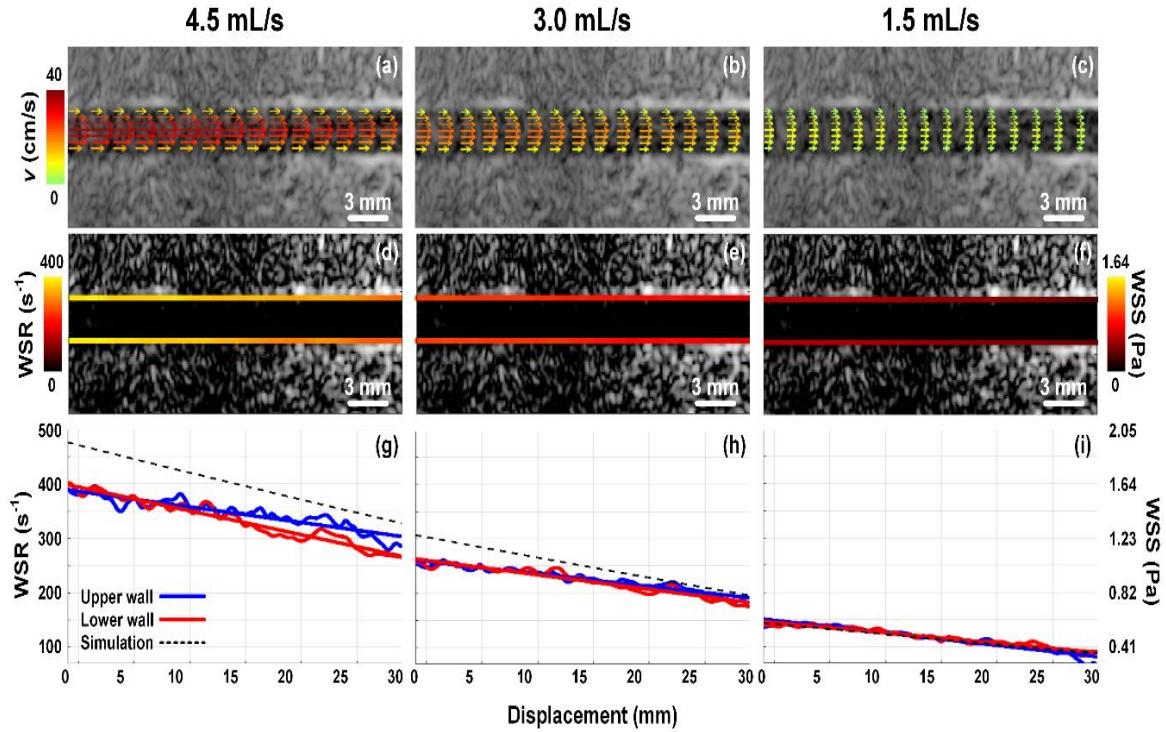 4.5 mL/s 3.0 mL/s 1.5 mL/s
(a) (b) (c)
v (cm/s)
40
0
3 mm 3 mm 3 mm
(d) (e) (f)
WSR (s⁻¹)
400
0
WSS (Pa)
1.64
0
3 mm 3 mm 3 mm
(g) (h) (i)
WSR (s⁻¹)
500
400
300
200
100
WSS (Pa)
2.05
1.64
1.23
0.82
0.41
Upper wall
Lower wall
Simulation
0 5 10 15 20 25 30 0 5 10 15 20 25 30 0 5 10 15 20 25 30
Displacement (mm)